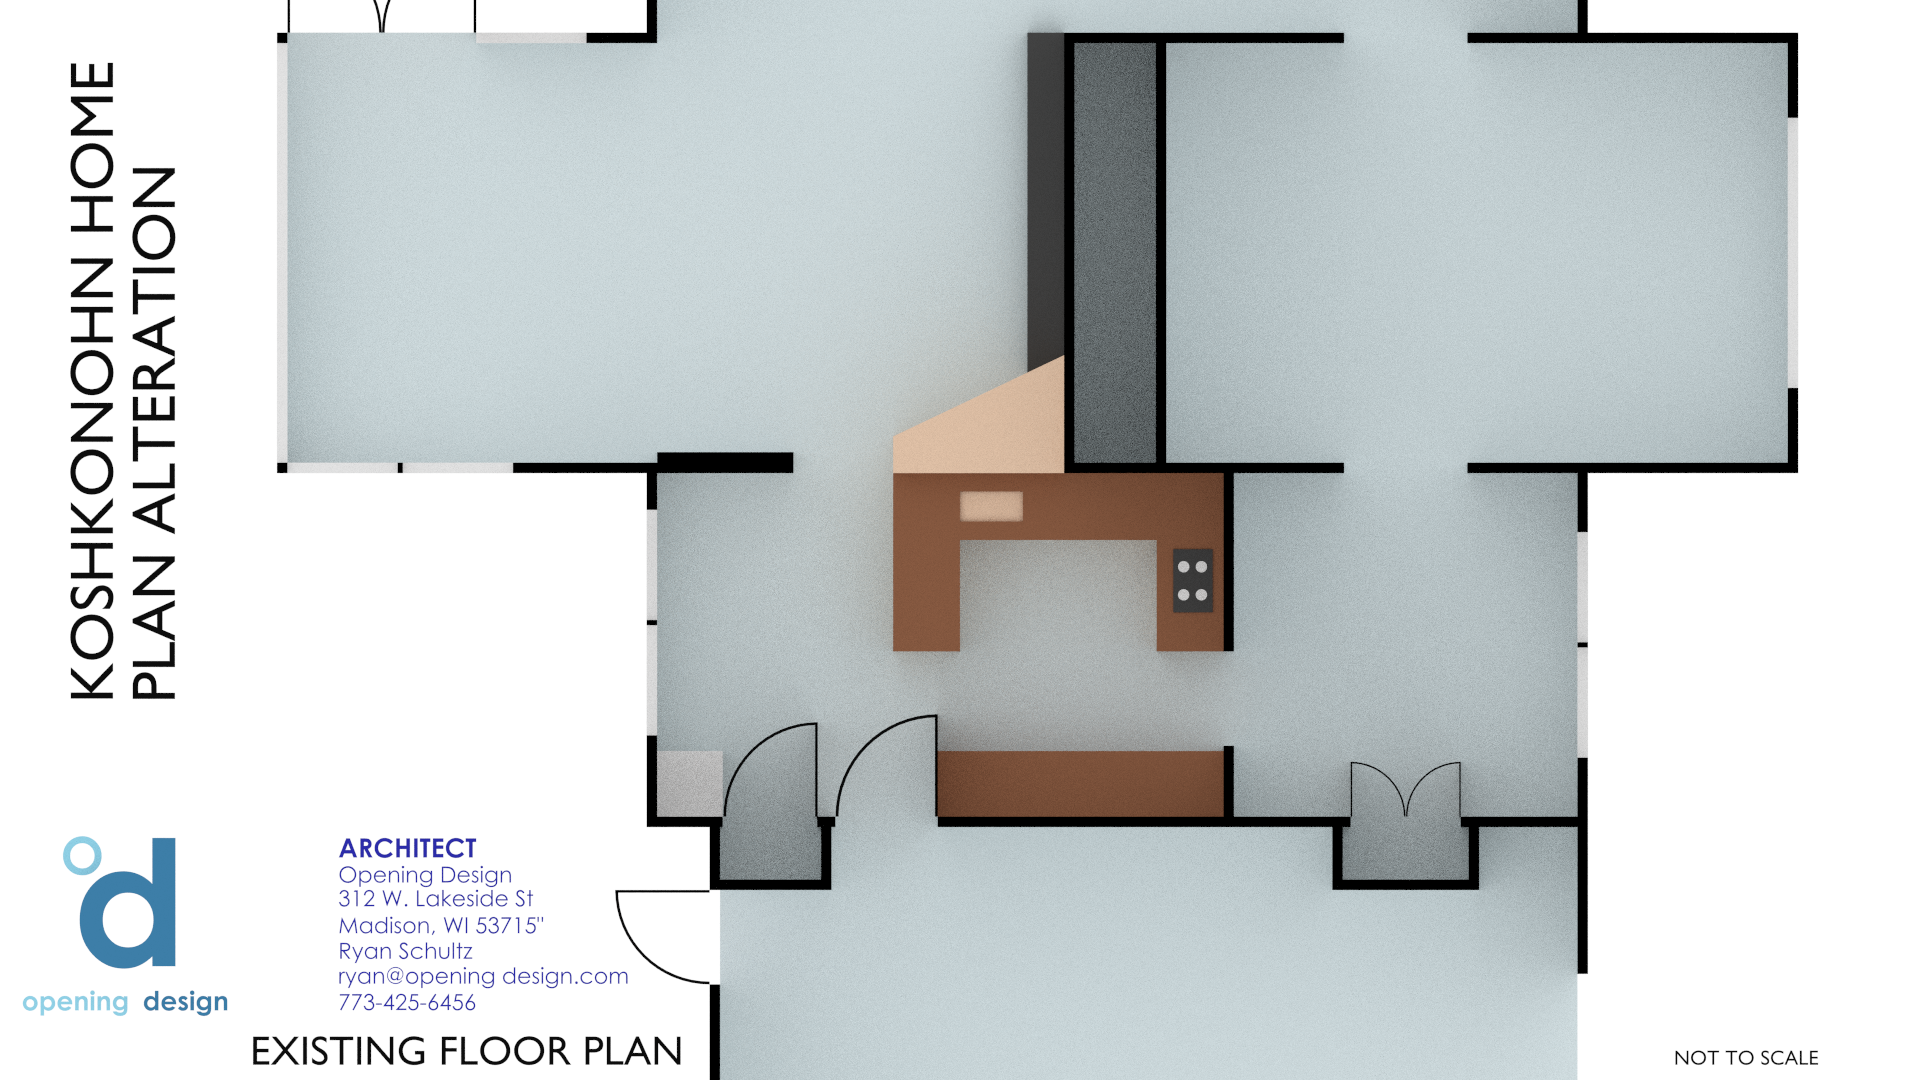 KOSHKONOHN HOME
PLAN ALTERATION
opening design
ARCHITECT
Opening Design
312 W. Lakeside St
Madison, WI 53715"
Ryan Schultz
ryan@opening design.com
773-425-6456
EXISTING FLOOR PLAN
NOT TO SCALE